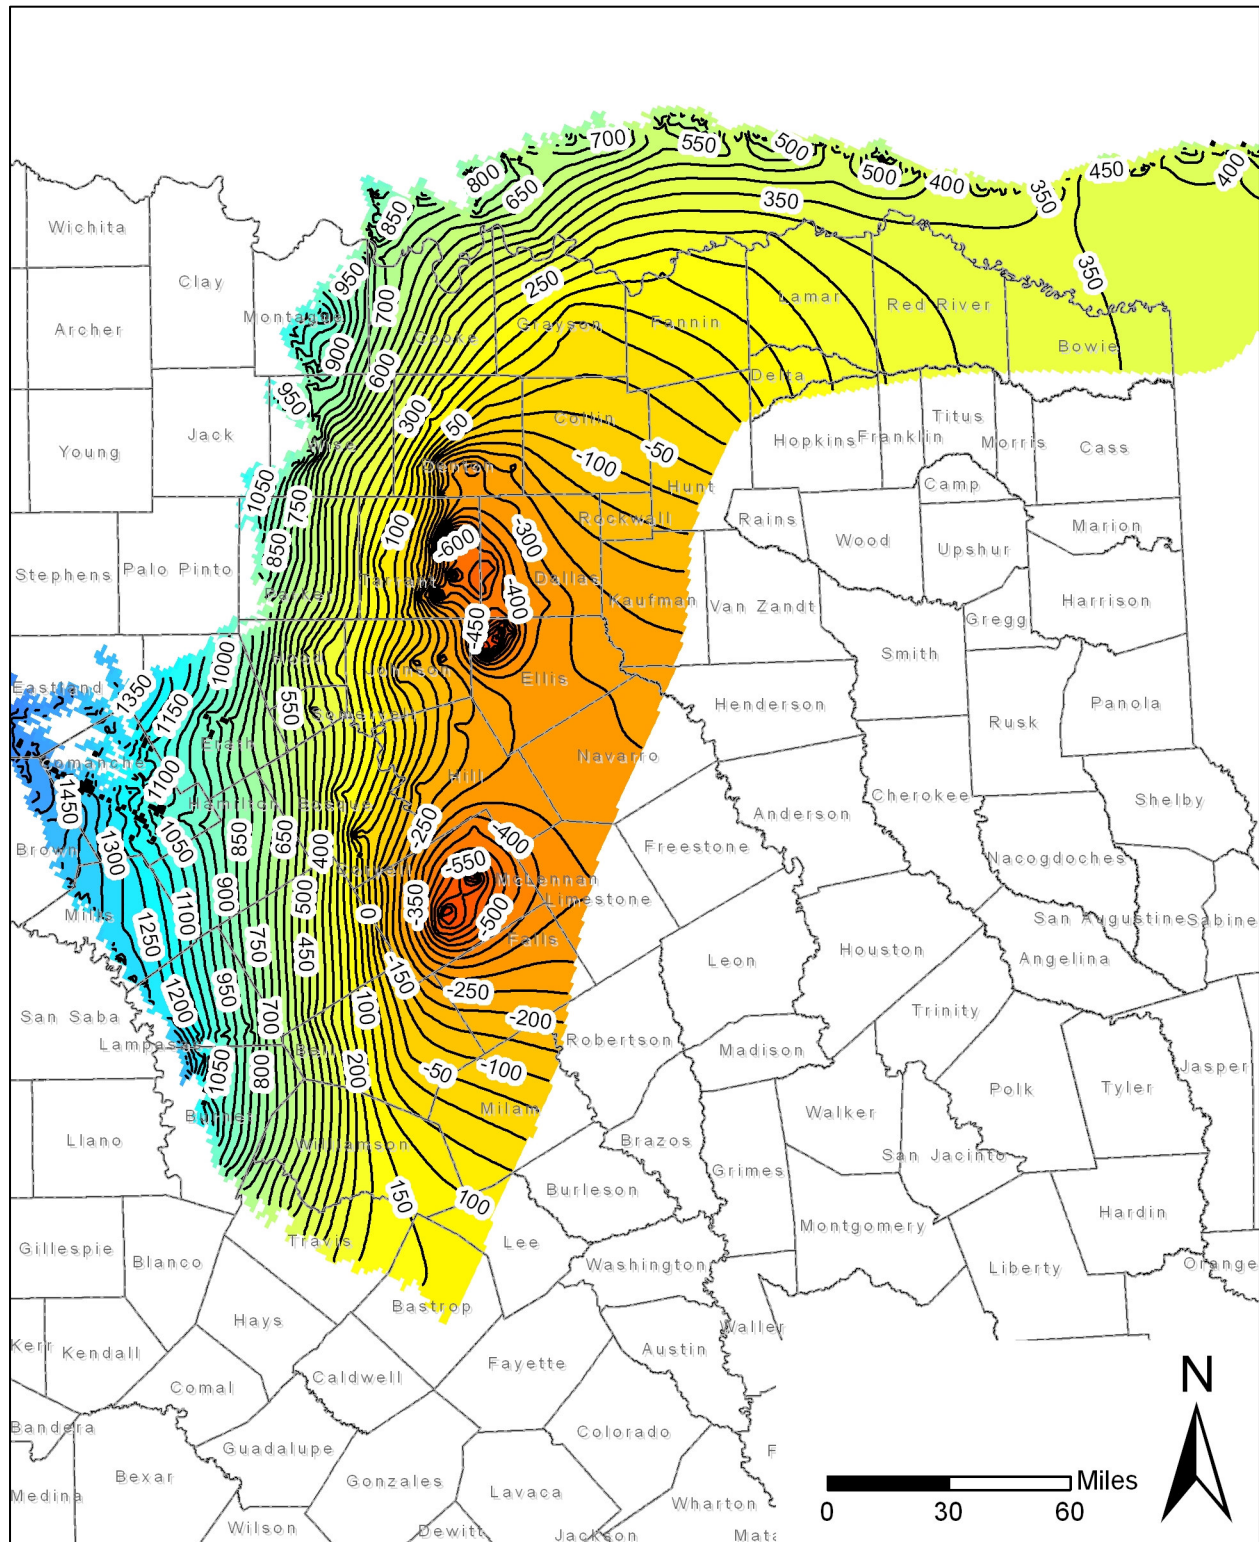 700
550
500
800
650
500
400
450
400
350
350
850
Wichita
Clay
950
700
250
350
Lamar
Red River
Montague
Archer
Cooke
Grayson
Fannin
Bowie
900
600
Delta
950
300
50
Collin
-50
Titus
Jack
Hopkins
Franklin
Morris
Cass
Young
Wise
-100
Denton
Hunt
Camp
1050
750
Rockwall
Rains
Marion
100
-600
-300
Wood
Upshur
850
Stephens
Palo Pinto
Tarrant
Dallas
-400
Parker
Kaufman
Van Zandt
Harrison
Gregg
-450
1000
Hood
Johnson
Smith
Ellis
Eastland
1350
1150
550
Somervell
Henderson
Panola
Rusk
Erath
Navarro
Comanche
1100
Hill
Hamilton
Bosque
Cherokee
Shelby
1450
Anderson
-250
-400
1050
850
650
400
Brown
1300
Freestone
Nacogdoches
-550
McLennan
Coryell
Limestone
900
500
Mills
1100
0
-350
-500
San Augustine
Sabine
1250
Falls
Houston
750
450
Angelina
Leon
-150
950
-250
1200
100
700
-200
Trinity
San Saba
Lampasas
Bell
Robertson
Madison
1050
800
200
-50
-100
Jasper
Polk
Tyler
Burnet
Milam
Walker
Llano
Williamson
Brazos
San Jacinto
Grimes
Burleson
150
100
Hardin
Montgomery
Travis
Lee
Gillespie
Blanco
Washington
Liberty
Orange
Bastrop
Hays
Waller
Kerr
Kendall
Fayette
Austin
Caldwell
Comal
N
Bandera
Colorado
Guadalupe
Bexar
Gonzales
Miles
Medina
Lavaca
Wharton
0 30 60
Wilson
Dewitt
Jackson